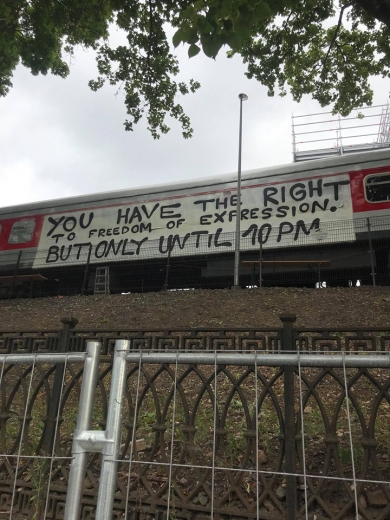 YOU HAVE THE RIGHT
TO FREEDOM OF EXPRESSION.
BUT ONLY UNTIL 10 PM